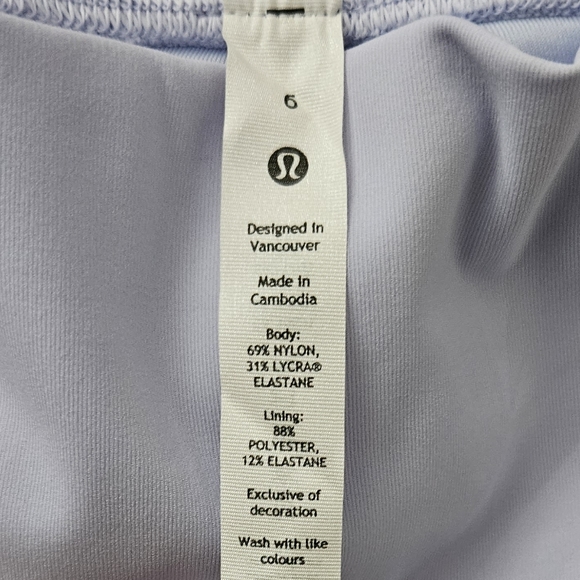 6
Designed in
Vancouver
Made in
Cambodia
Body:
69% NYLON,
31% LYCRA®
ELASTANE
Lining:
88%
POLYESTER,
12% ELASTANE
Exclusive of
decoration
Wash with like
colours